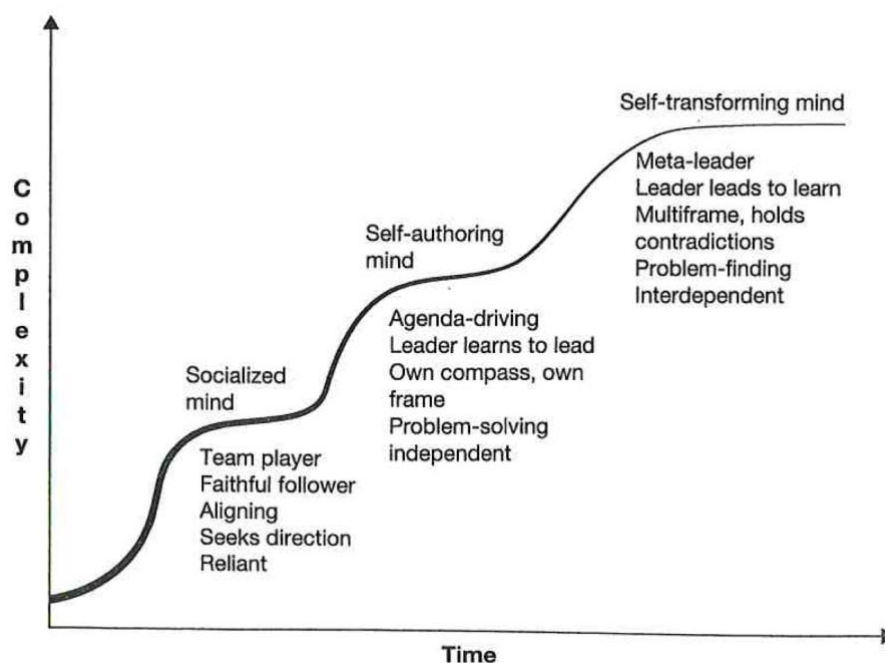 Self-transforming mind
Meta-leader
Leader leads to learn
Multiframe, holds
contradictions
Problem-finding
Interdependent
Self-authoring
mind
Agenda-driving
Leader learns to lead
Own compass, own
frame
Problem-solving
independent
Socialized
mind
Team player
Faithful follower
Aligning
Seeks direction
Reliant
Complexity
Time